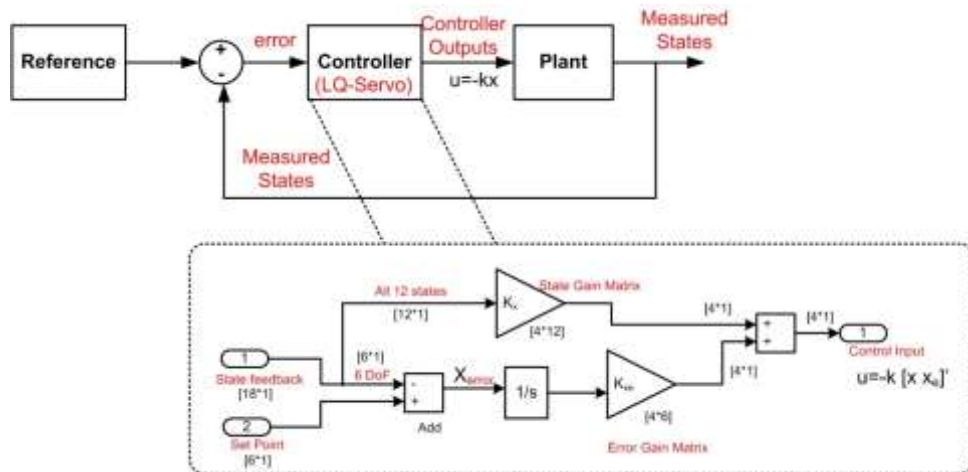 Reference
+
-
error
Controller
(LQ-Servo)
Controller
Outputs
u=-kx
Plant
Measured
States
Measured
States
All 12 states
[12*1]
Kx
State Gain Matrix
[4*12]
[4*1]
[4*1]
+
+
1
Control Input
u=-k [x xe]'
1
State feedback
[18*1]
[6*1]
6 DoF
-
+
Add
Xerror
1/s
[4*6]
[4*1]
2
Set Point
[6*1]
Error Gain Matrix